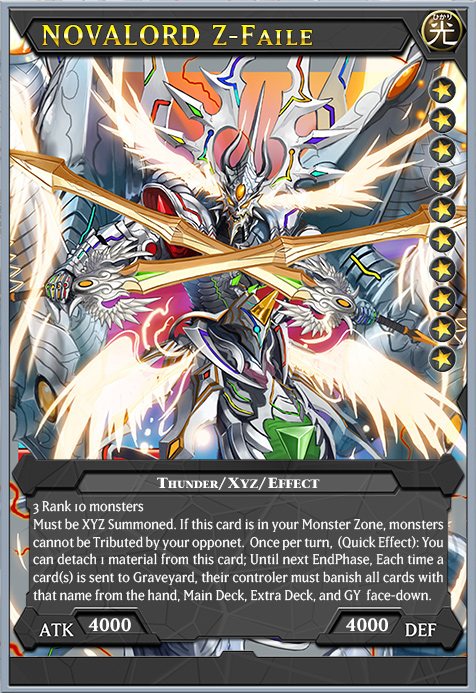 NOVALORD Z-FAILE
ひかり
光
THUNDER/XYZ/EFFECT
3 Rank 10 monsters
Must be XYZ Summoned. If this card is in your Monster Zone, monsters
cannot be Tributed by your opponet. Once per turn, (Quick Effect): You
can detach 1 material from this card; Until next EndPhase, Each time a
card(s) is sent to Graveyard, their controler must banish all cards with
that name from the hand, Main Deck, Extra Deck, and GY face-down.
ATK 4000 4000 DEF